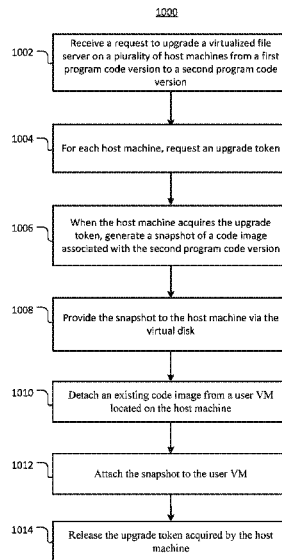 1000
1002
Receive a request to upgrade a virtualized file
server on a plurality of host machines from a first
program code version to a second program code
version
1004
For each host machine, request an upgrade token
1006
When the host machine acquires the upgrade
token, generate a snapshot of a code image
associated with the second program code version
1008
Provide the snapshot to the host machine via the
virtual disk
1010
Detach an existing code image from a user VM
located on the host machine
1012
Attach the snapshot to the user VM
1014
Release the upgrade token acquired by the host
machine